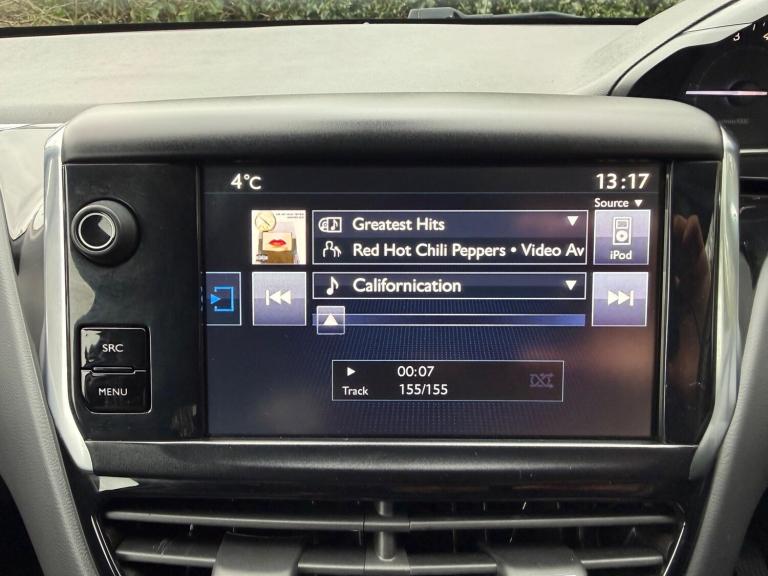 4°C 13:17
Source ▼
Greatest Hits ▼
Red Hot Chili Peppers • Video Av
iPod
Californication ▼
SRC
MENU
00:07
Track 155/155
3